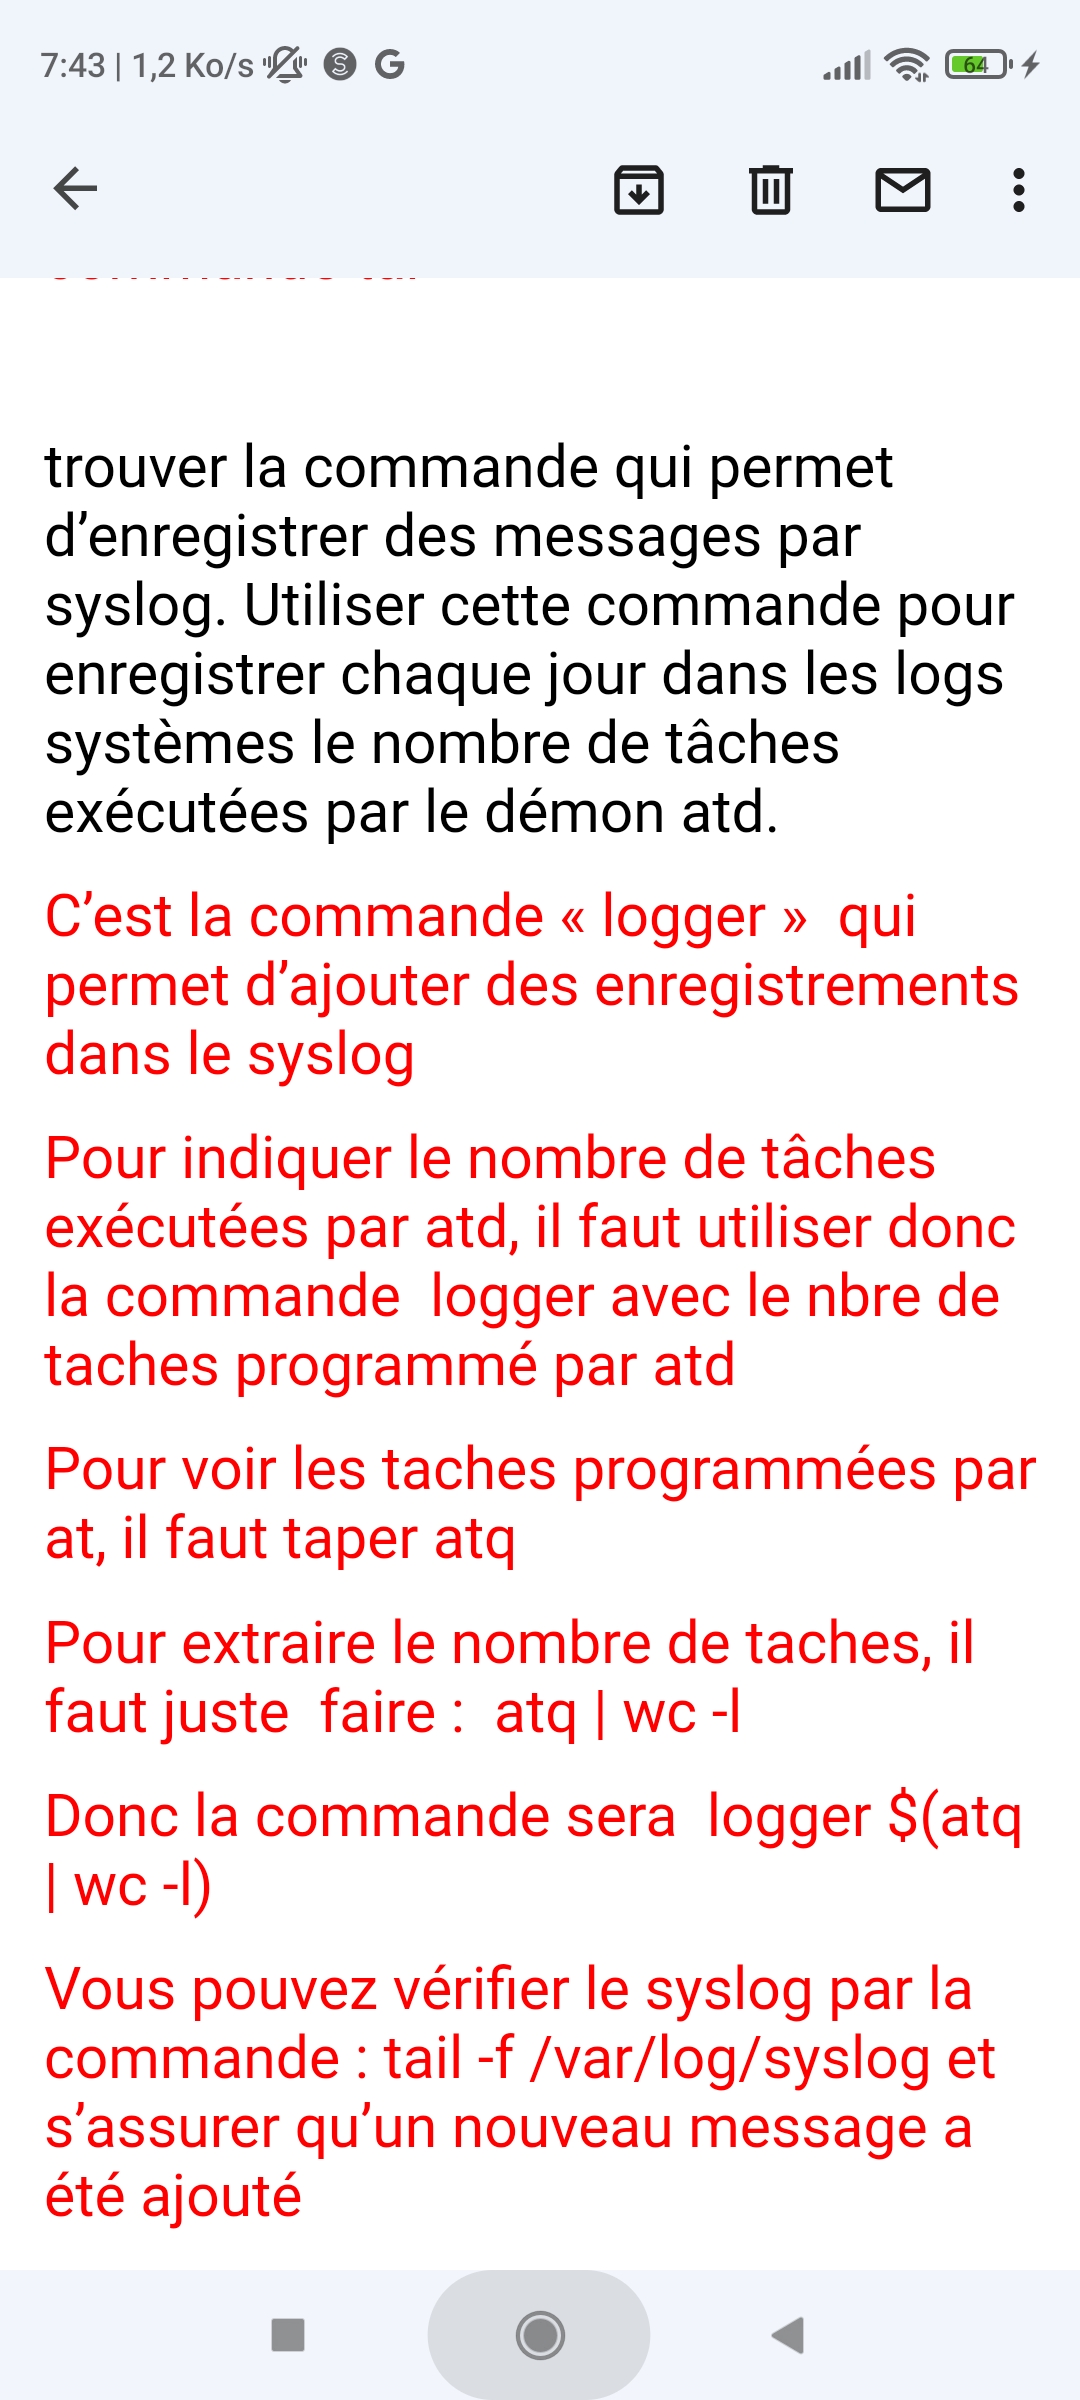 7:43 | 1,2 Ko/s
64
trouver la commande qui permet
d’enregistrer des messages par
syslog. Utiliser cette commande pour
enregistrer chaque jour dans les logs
systèmes le nombre de tâches
exécutées par le démon atd.
C’est la commande « logger »  qui
permet d’ajouter des enregistrements
dans le syslog
Pour indiquer le nombre de tâches
exécutées par atd, il faut utiliser donc
la commande  logger avec le nbre de
taches programmé par atd
Pour voir les taches programmées par
at, il faut taper atq
Pour extraire le nombre de taches, il
faut juste  faire :  atq | wc -l
Donc la commande sera  logger $(atq
| wc -l)
Vous pouvez vérifier le syslog par la
commande : tail -f /var/log/syslog et
s’assurer qu’un nouveau message a
été ajouté